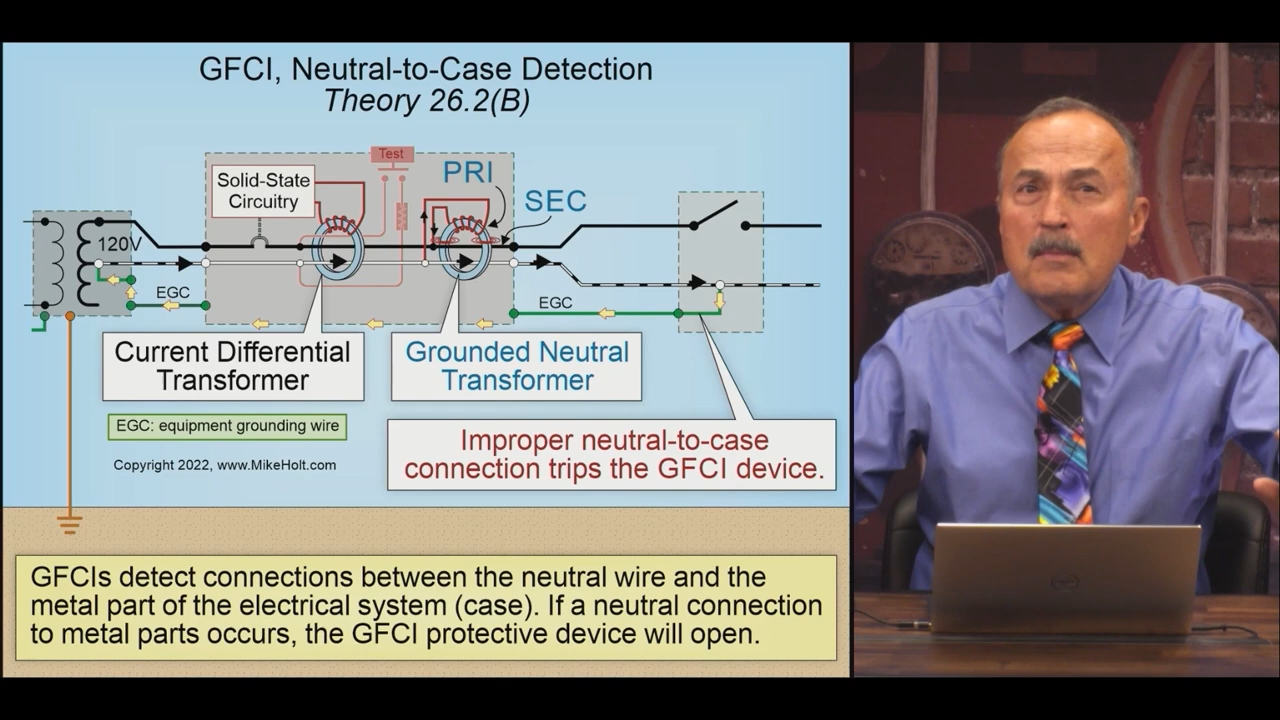 GFCI, Neutral-to-Case Detection
Theory 26.2(B)
Test
PRI
SEC
Solid-State
Circuitry
120V
EGC
EGC
Current Differential
Transformer
Grounded Neutral
Transformer
EGC: equipment grounding wire
Improper neutral-to-case
connection trips the GFCI device.
Copyright 2022, www.MikeHolt.com
GFCIs detect connections between the neutral wire and the
metal part of the electrical system (case). If a neutral connection
to metal parts occurs, the GFCI protective device will open.